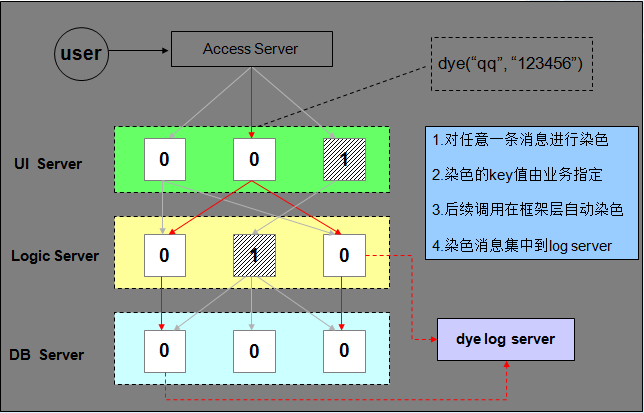 user
Access Server
dye(“qq”, “123456”)
UI Server
0 0 1
1.对任意一条消息进行染色
2.染色的key值由业务指定
3.后续调用在框架层自动染色
4.染色消息集中到log server
Logic Server
0 1 0
DB Server
0 0 0
dye log server